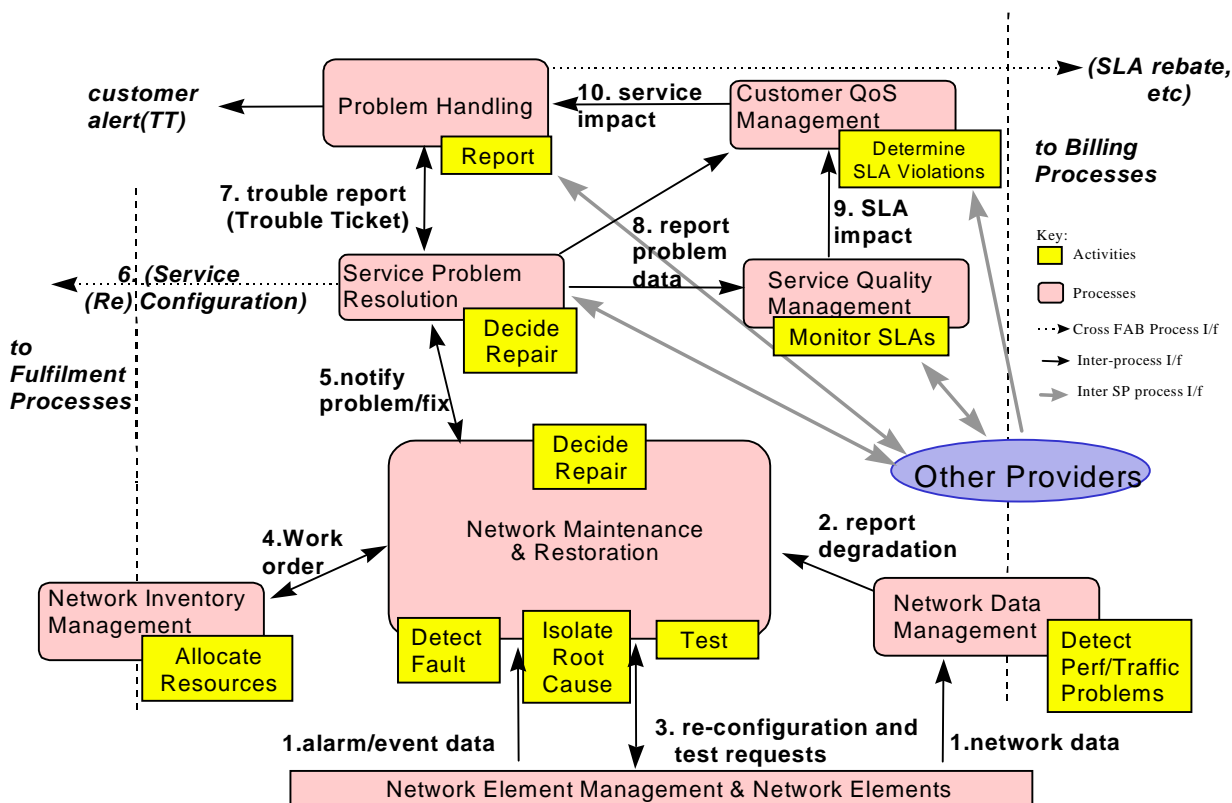 (SLA rebate,
etc)
customer
alert(TT)
Problem Handling
10. service
impact
Customer QoS
Management
Report
Determine
SLA Violations
to Billing
Processes
7. trouble report
(Trouble Ticket)
8. report
problem
data
9. SLA
impact
Key:
Activities
Processes
Cross FAB Process I/f
Inter-process I/f
Inter SP process I/f
6. (Service
(Re) Configuration)
Service Problem
Resolution
Decide
Repair
Service Quality
Management
Monitor SLAs
to
Fulfilment
Processes
5.notify
problem/fix
Decide
Repair
Other Providers
Network Maintenance
& Restoration
4.Work
order
2. report
degradation
Network Inventory
Management
Allocate
Resources
Detect
Fault
Isolate
Root
Cause
Test
Network Data
Management
Detect
Perf/Traffic
Problems
1.alarm/event data
3. re-configuration and
test requests
1.network data
Network Element Management & Network Elements